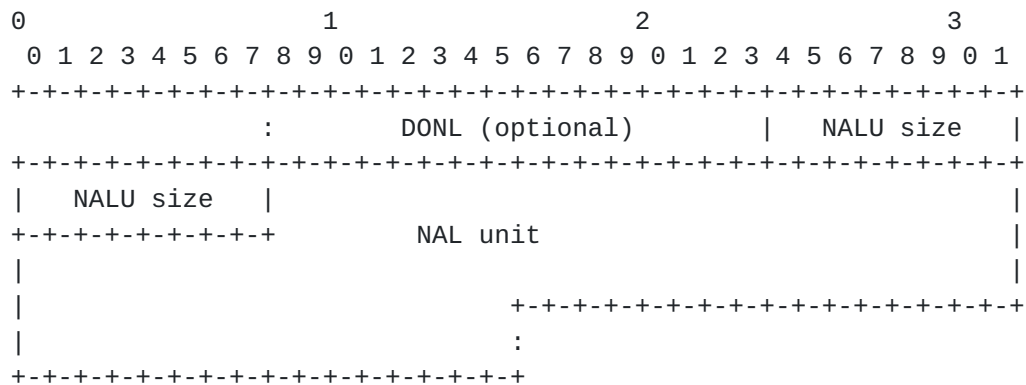 0                   1                   2                   3
 0 1 2 3 4 5 6 7 8 9 0 1 2 3 4 5 6 7 8 9 0 1 2 3 4 5 6 7 8 9 0 1
+-+-+-+-+-+-+-+-+-+-+-+-+-+-+-+-+-+-+-+-+-+-+-+-+-+-+-+-+-+-+-+-+
                :        DONL (optional)        |   NALU size   |
+-+-+-+-+-+-+-+-+-+-+-+-+-+-+-+-+-+-+-+-+-+-+-+-+-+-+-+-+-+-+-+-+
|   NALU size   |                                               |
+-+-+-+-+-+-+-+-+         NAL unit                              |
|                                                               |
|                               +-+-+-+-+-+-+-+-+-+-+-+-+-+-+-+-+
|                               :
+-+-+-+-+-+-+-+-+-+-+-+-+-+-+-+-+